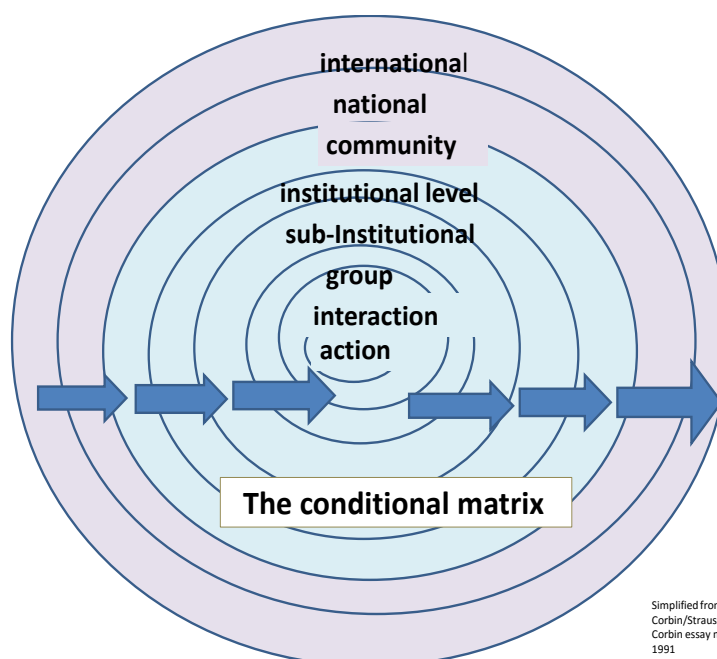 international
national
community
institutional level
sub-Institutional
group
interaction
action
The conditional matrix
Simplified from
Corbin/Straus
Corbin essay
1991